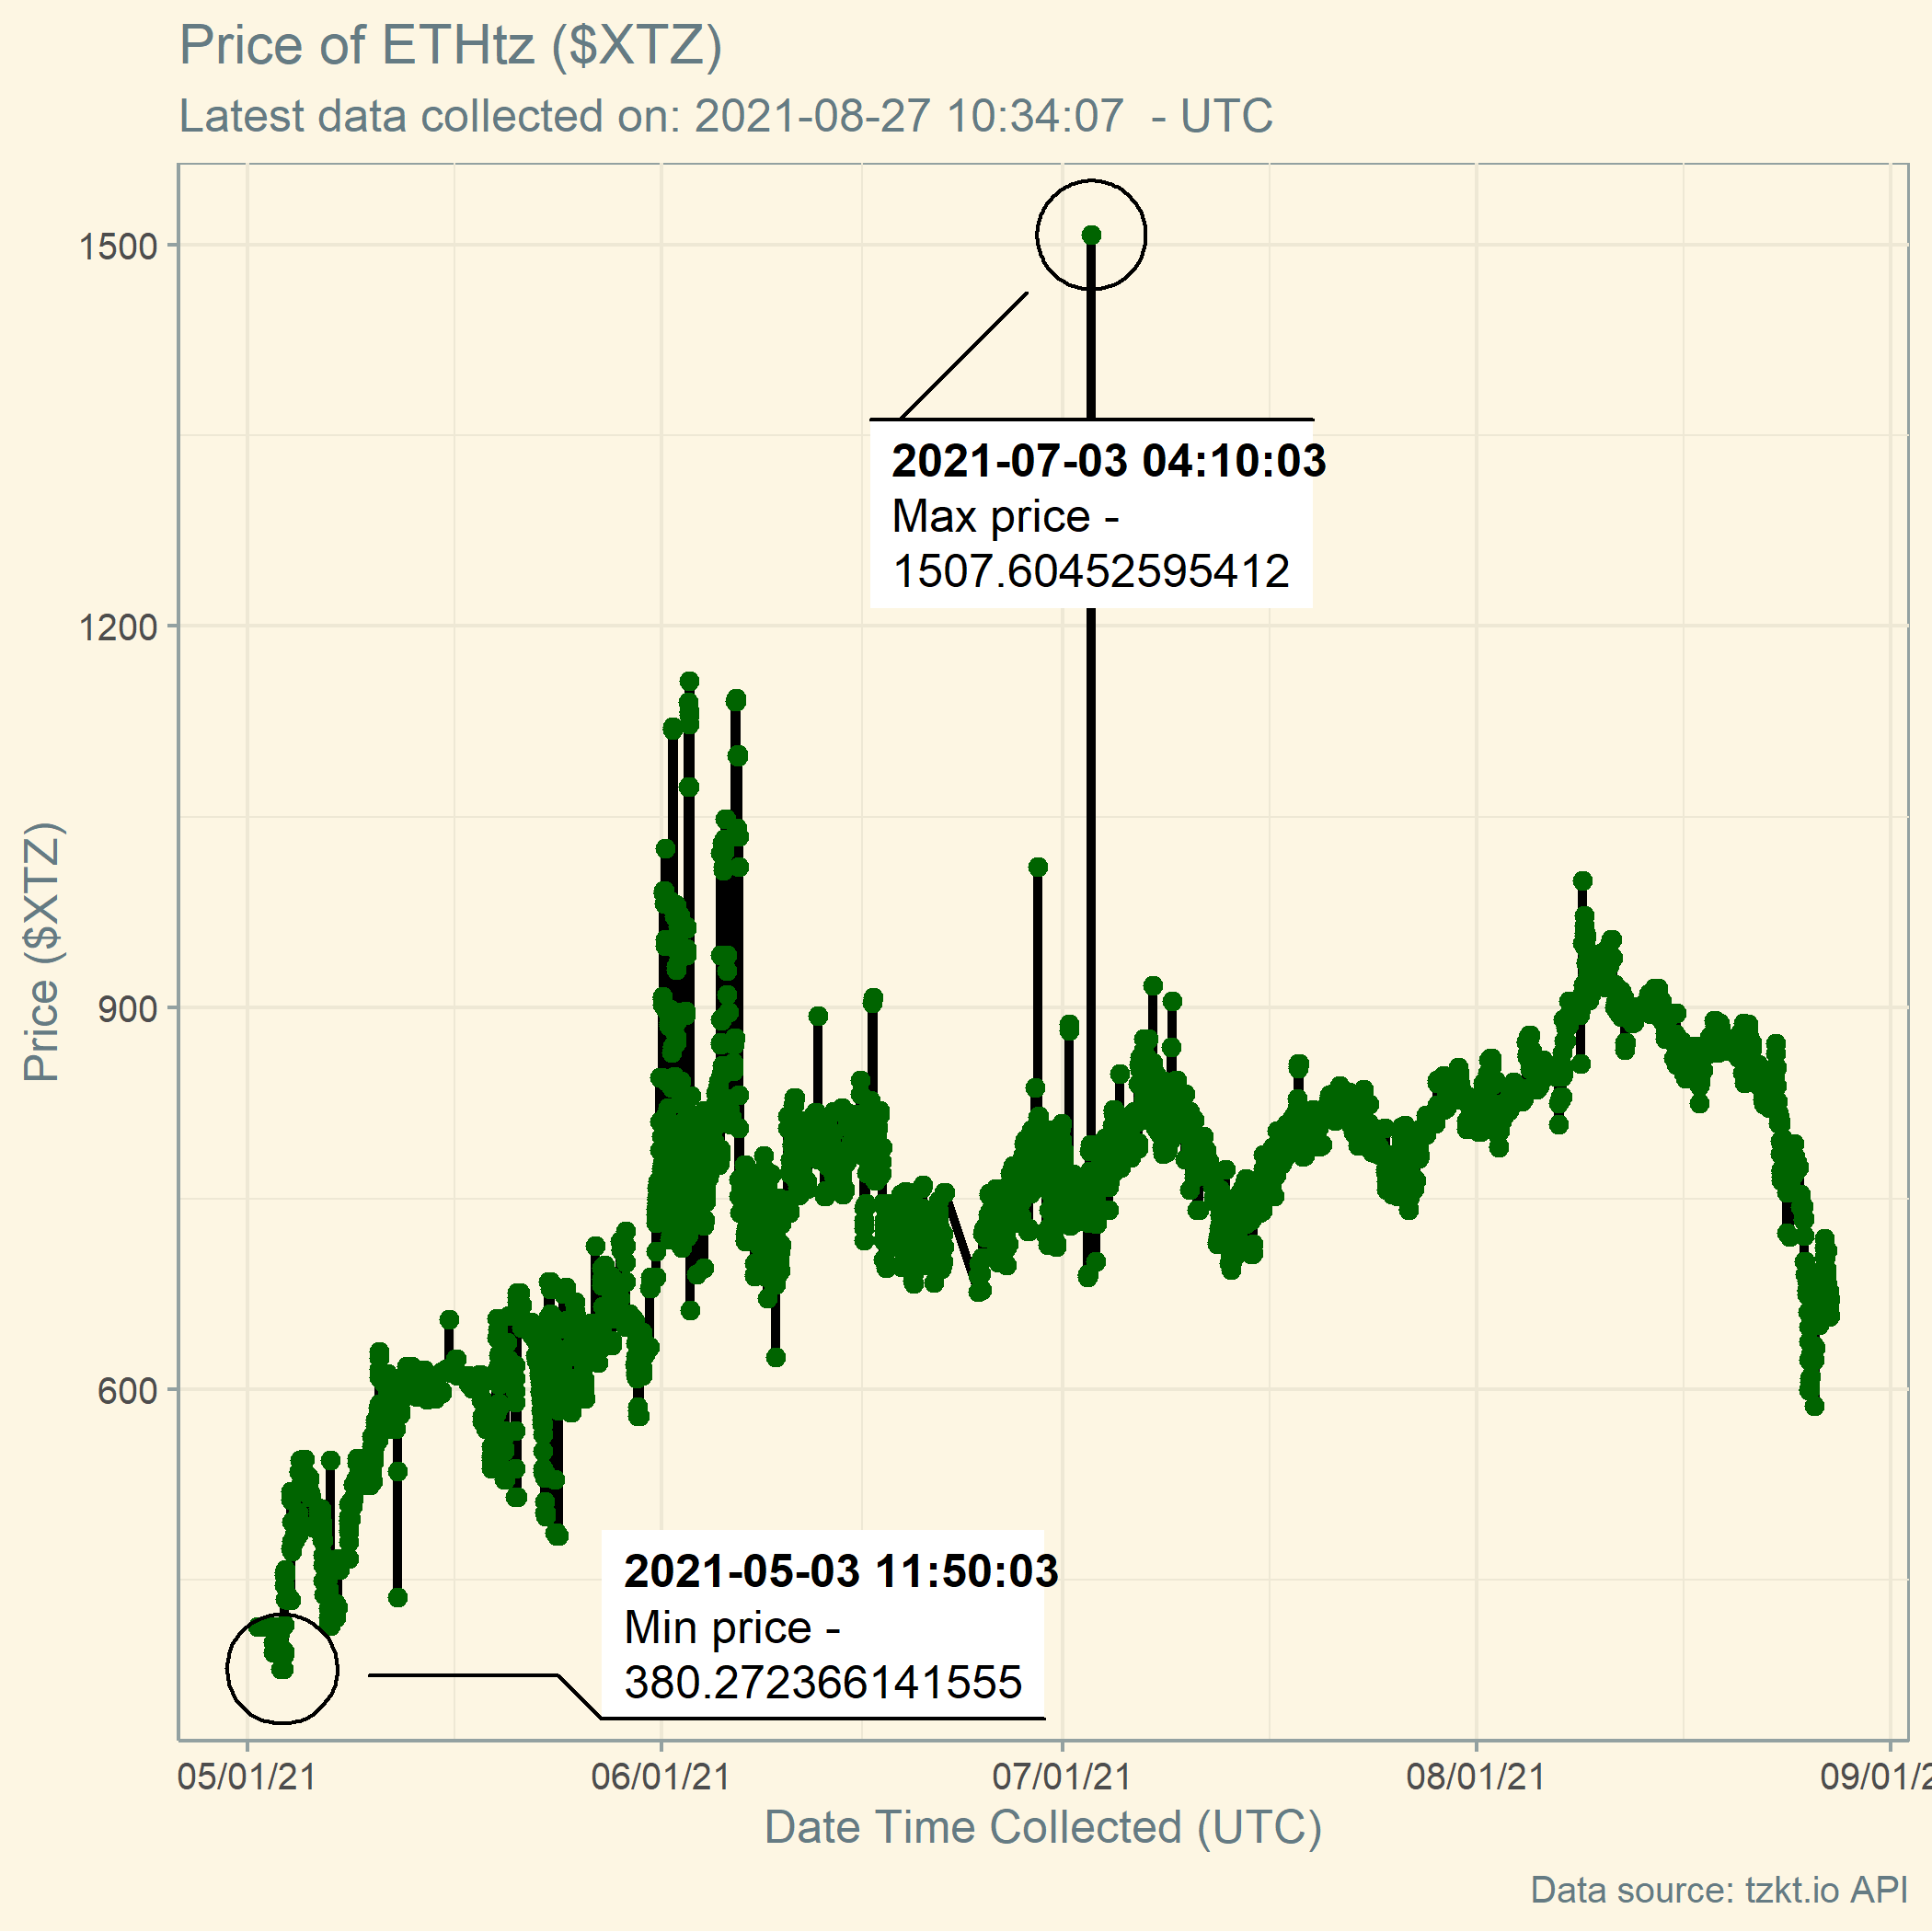 Price of ETHtz ($XTZ)
Latest data collected on: 2021-08-27 10:34:07  - UTC
1500
1200
900
600
Price ($XTZ)
2021-07-03 04:10:03
Max price -
1507.60452595412
2021-05-03 11:50:03
Min price -
380.272366141555
05/01/21
06/01/21
07/01/21
08/01/21
09/01/2
Date Time Collected (UTC)
Data source: tzkt.io API